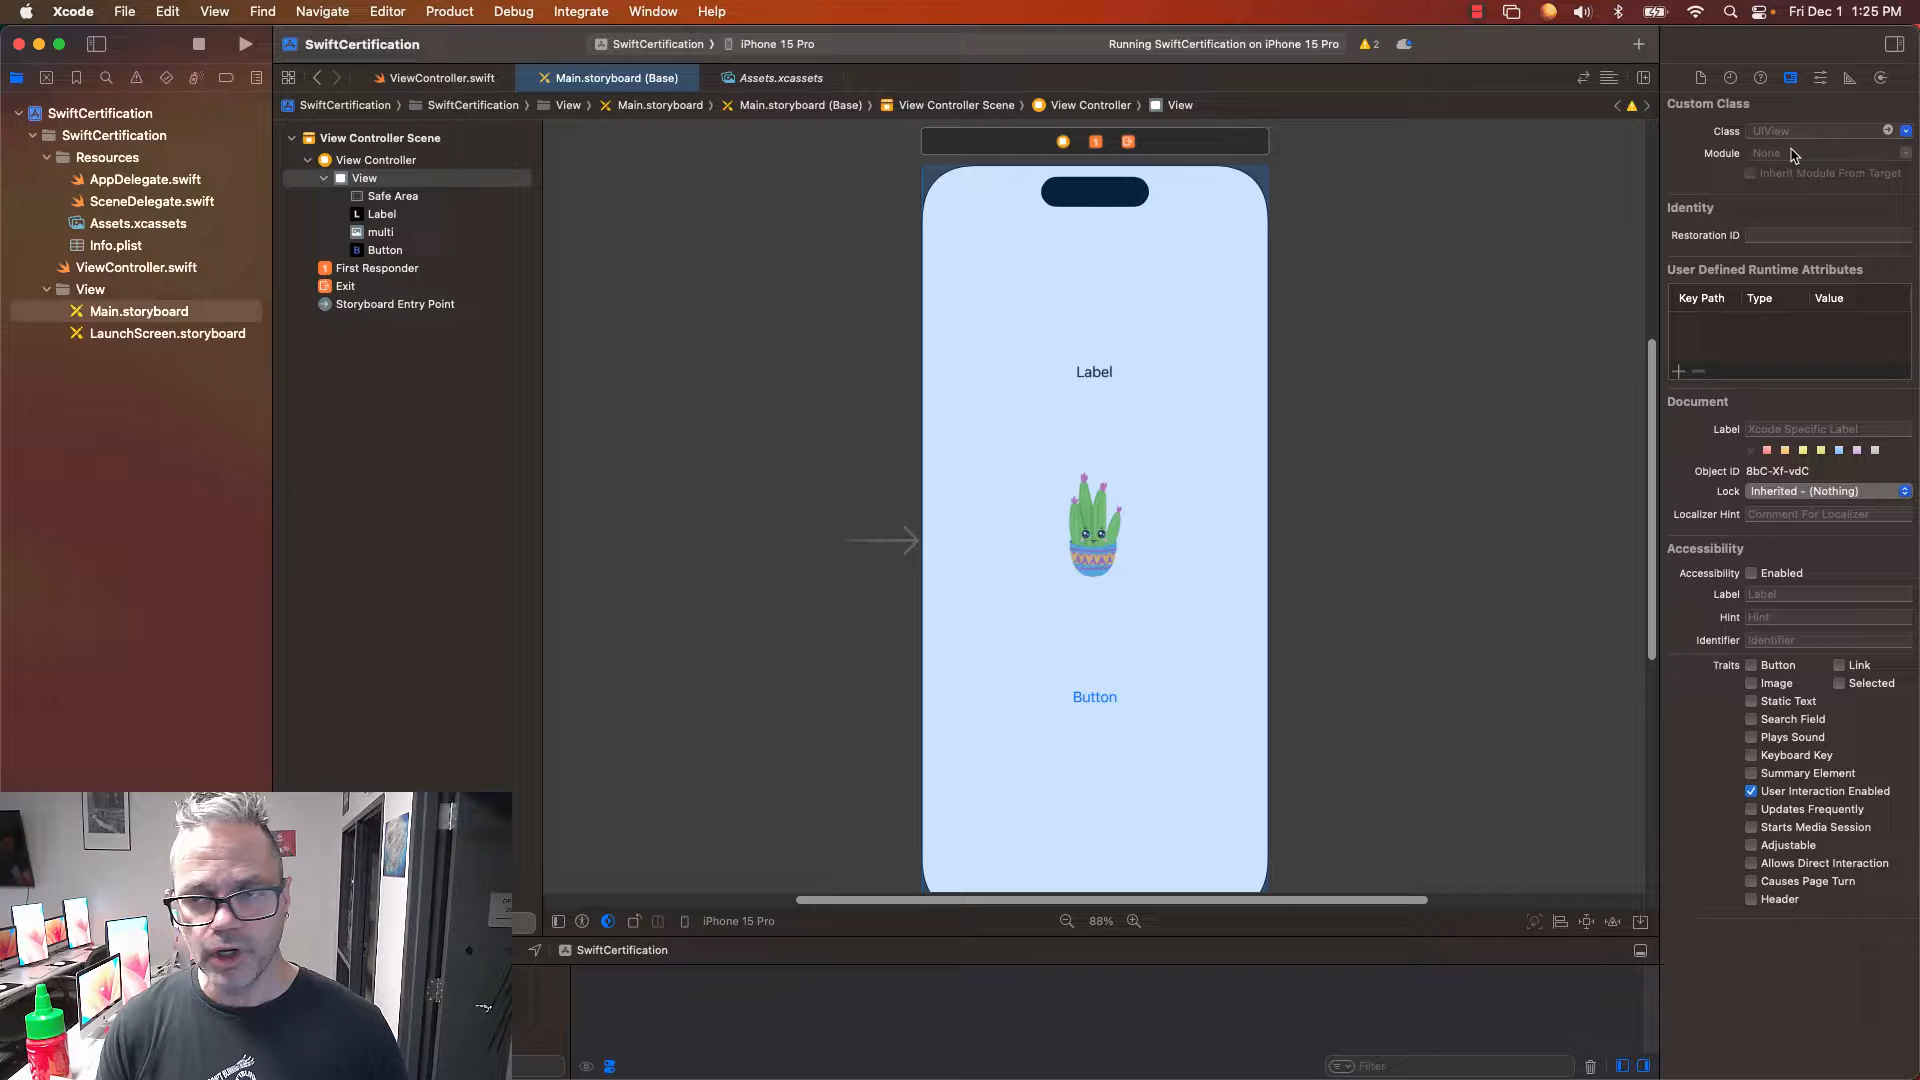 Xcode File Edit View Find Navigate Editor Product Debug Integrate Window Help Fri Dec 1 1:25 PM
SwiftCertification SwiftCertification iPhone 15 Pro Running SwiftCertification on iPhone 15 Pro 2
ViewController.swift Main.storyboard (Base) Assets.xcassets
SwiftCertification SwiftCertification View Main.storyboard Main.storyboard (Base) View Controller Scene View Controller View
SwiftCertification
SwiftCertification
Resources
AppDelegate.swift
SceneDelegate.swift
Assets.xcassets
Info.plist
ViewController.swift
View
Main.storyboard
LaunchScreen.storyboard
View Controller Scene
View Controller
View
Safe Area
L Label
multi
B Button
1 First Responder
Exit
Storyboard Entry Point
1
Label
Button
iPhone 15 Pro 88%
SwiftCertification
Filter
Custom Class
Class UIView
Module None
Inherit Module From Target
Identity
Restoration ID
User Defined Runtime Attributes
Key Path Type Value
Document
Label Xcode Specific Label
Object ID 8bC-Xf-vdC
Lock Inherited - (Nothing)
Localizer Hint Comment For Localizer
Accessibility
Accessibility Enabled
Label Label
Hint Hint
Identifier Identifier
Traits Button Link
Image Selected
Static Text
Search Field
Plays Sound
Keyboard Key
Summary Element
User Interaction Enabled
Updates Frequently
Starts Media Session
Adjustable
Allows Direct Interaction
Causes Page Turn
Header